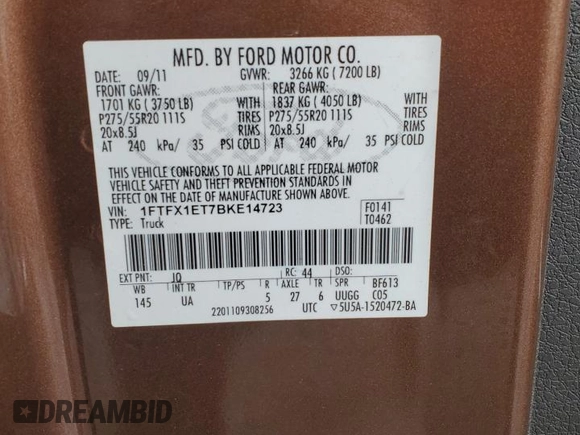 MFD. BY FORD MOTOR CO.
DATE: 09/11 GVWR: 3266 KG ( 7200 LB)
FRONT GAWR: REAR GAWR:
1701 KG ( 3750 LB) WITH 1837 KG ( 4050 LB) WITH
P275/55R20 111S TIRES P275/55R20 111S TIRES
20x8.5J RIMS 20x8.5J RIMS
AT 240 kPa/ 35 PSI COLD AT 240 kPa/ 35 PSI COLD
THIS VEHICLE CONFORMS TO ALL APPLICABLE FEDERAL MOTOR
VEHICLE SAFETY AND THEFT PREVENTION STANDARDS IN
EFFECT ON THE DATE OF MANUFACTURE SHOWN ABOVE.
VIN: 1FTFX1ET7BKE14723 F0141
TYPE: Truck T0462
EXT PNT: JQ RC: 44 DSO:
WB INT TR TP/PS R AXLE TR SPR BF613
145 UA 5 27 6 UUGG C05
2201109308256 UTC ▽5U5A-1520472-BA
DREAMBID